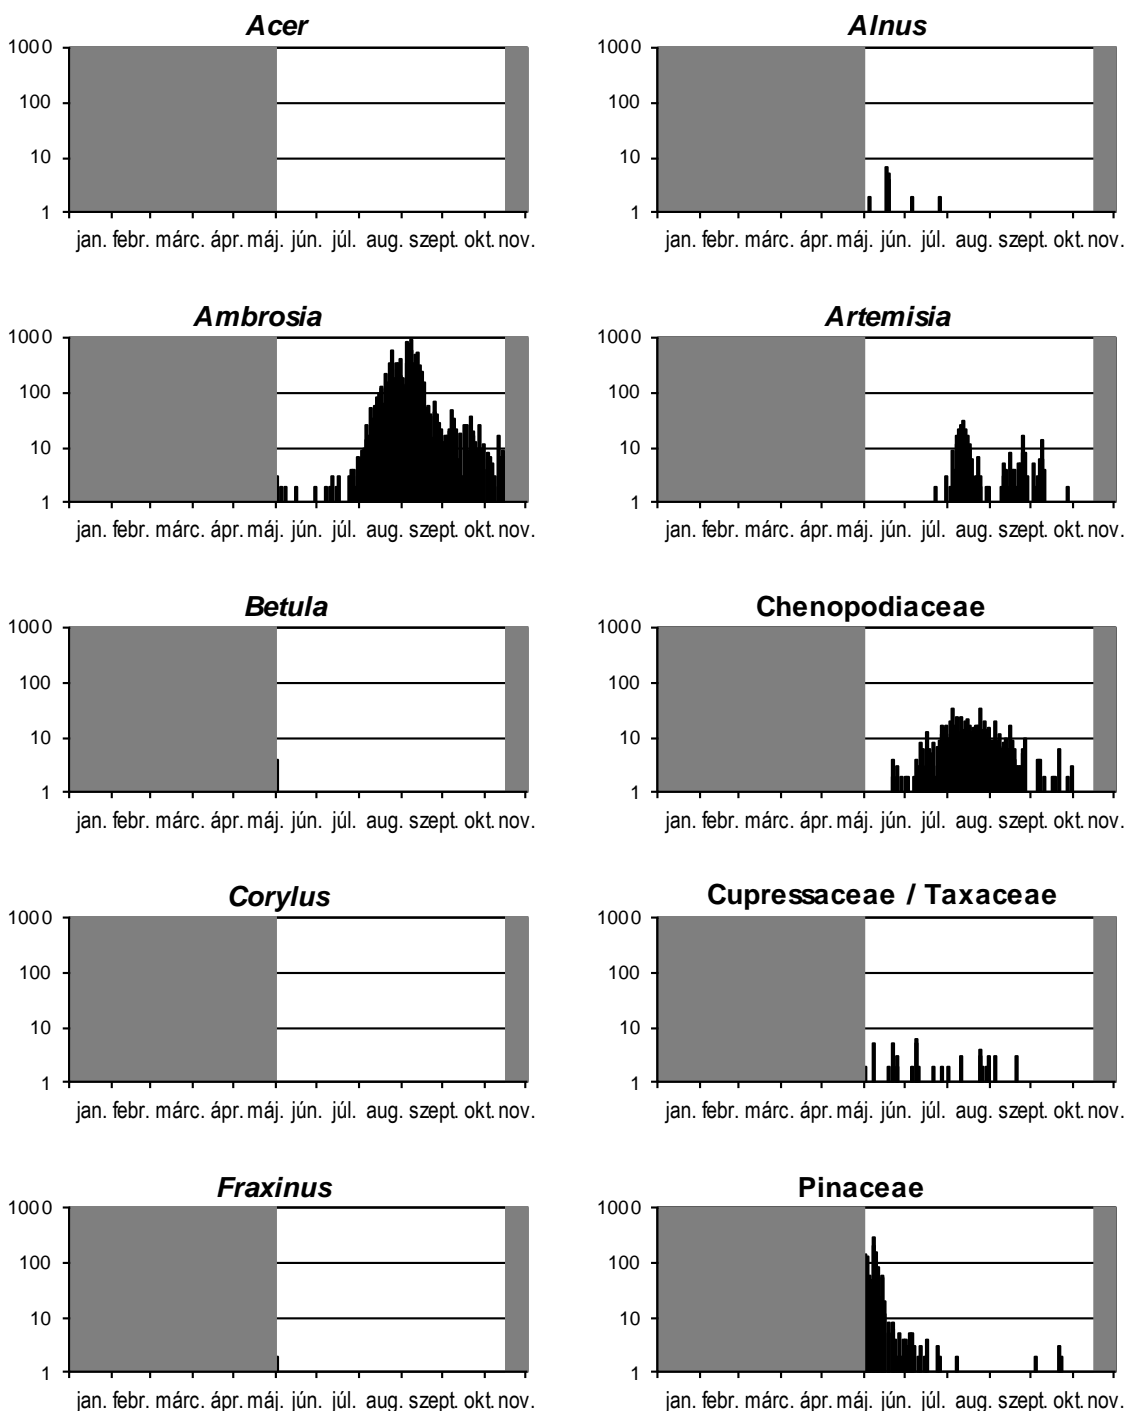 Acer
1000
100
10
1
jan. febr. márc. ápr. máj. jún. júl. aug. szept. okt. nov.
Alnus
1000
100
10
1
jan. febr. márc. ápr. máj. jún. júl. aug. szept. okt. nov.
Ambrosia
1000
100
10
1
jan. febr. márc. ápr. máj. jún. júl. aug. szept. okt. nov.
Artemisia
1000
100
10
1
jan. febr. márc. ápr. máj. jún. júl. aug. szept. okt. nov.
Betula
1000
100
10
1
jan. febr. márc. ápr. máj. jún. júl. aug. szept. okt. nov.
Chenopodiaceae
1000
100
10
1
jan. febr. márc. ápr. máj. jún. júl. aug. szept. okt. nov.
Corylus
1000
100
10
1
jan. febr. márc. ápr. máj. jún. júl. aug. szept. okt. nov.
Cupressaceae / Taxaceae
1000
100
10
1
jan. febr. márc. ápr. máj. jún. júl. aug. szept. okt. nov.
Fraxinus
1000
100
10
1
jan. febr. márc. ápr. máj. jún. júl. aug. szept. okt. nov.
Pinaceae
1000
100
10
1
jan. febr. márc. ápr. máj. jún. júl. aug. szept. okt. nov.